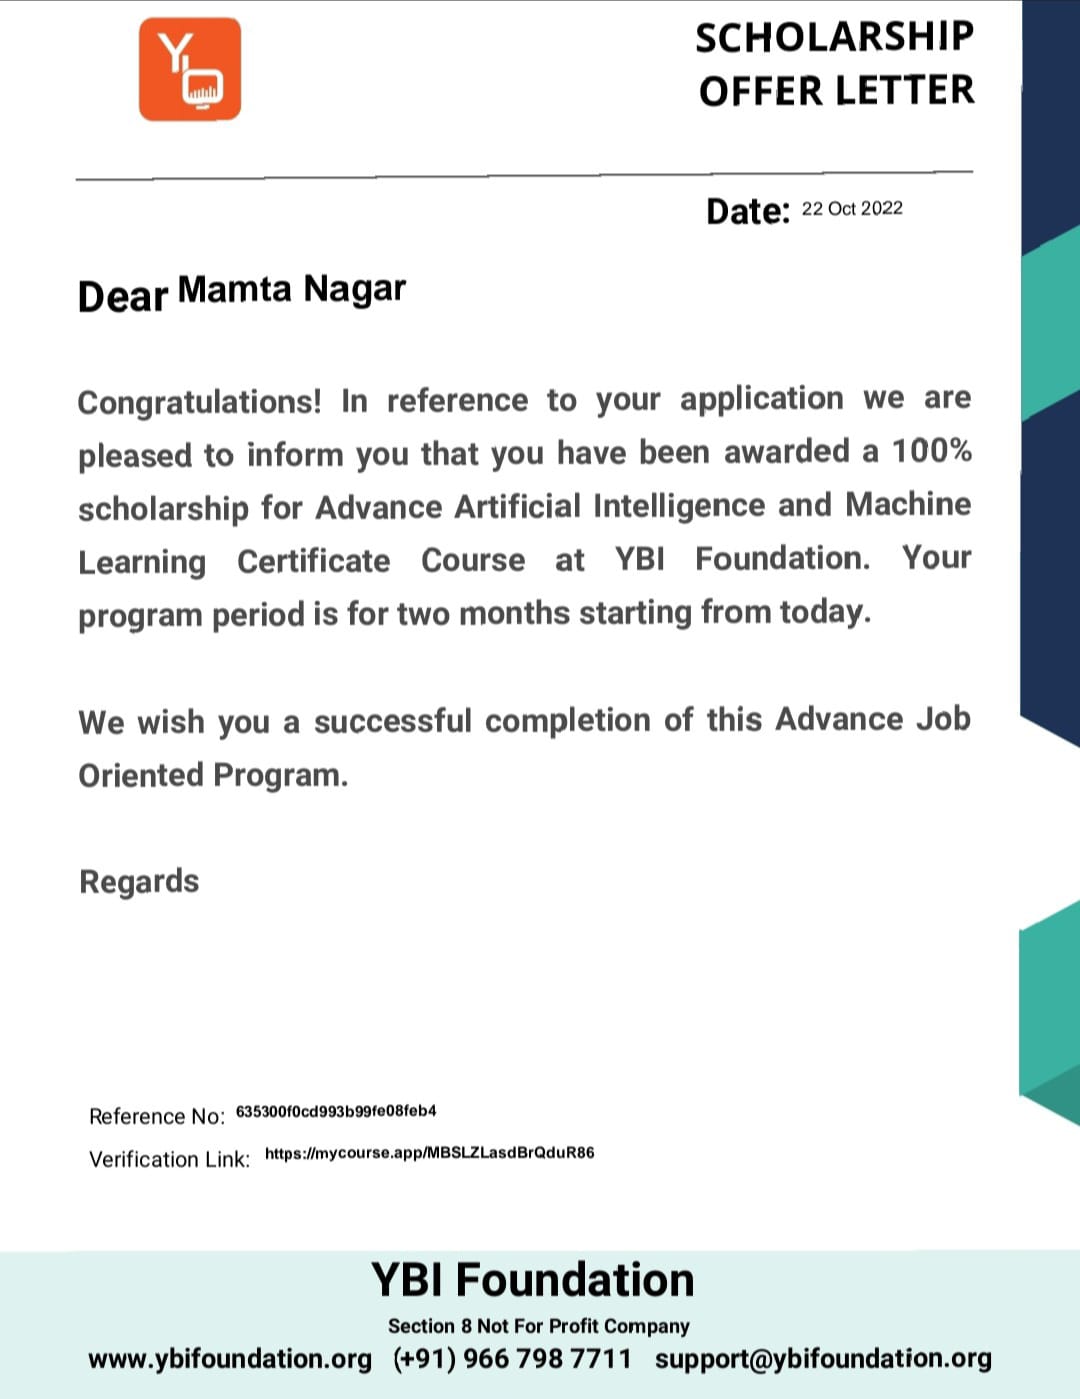 SCHOLARSHIP
OFFER LETTER
Date: 22 Oct 2022
Dear Mamta Nagar
Congratulations! In reference to your application we are
pleased to inform you that you have been awarded a 100%
scholarship for Advance Artificial Intelligence and Machine
Learning Certificate Course at YBI Foundation. Your
program period is for two months starting from today.
We wish you a successful completion of this Advance Job
Oriented Program.
Regards
Reference No: 635300f0cd993b99fe08feb4
Verification Link: https://mycourse.app/MBSLZLasdBrQduR86
YBI Foundation
Section 8 Not For Profit Company
www.ybifoundation.org (+91) 966 798 7711 support@ybifoundation.org